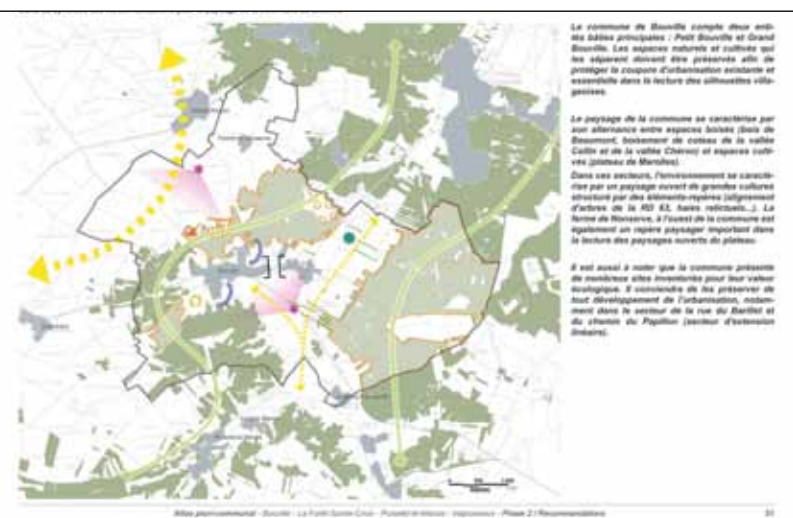 La commune de Bouville compte deux enti-
tés bâties principales : Petit Bouville et Grand
Bouville. Les espaces naturels et cultivés qui
les séparent doivent être préservés afin de
protéger la coupure d'urbanisation existante et
essentielle dans la lecture des silhouettes villa-
geoises.
Le paysage de la commune se caractérise par
son alternance entre espaces boisés (bois de
Beaumont, boisement de coteau de la vallée
Collin et de la vallée Chéron) et espaces culti-
vés (plateau de Marolles).
Dans ces secteurs, l'environnement se caracté-
rise par un paysage ouvert de grandes cultures
structuré par des éléments-repères (alignement
d'arbres de la RD 63, haies relictuels...). La
ferme de Nonserve, à l'ouest de la commune est
également un repère paysager important dans
la lecture des paysages ouverts du plateau.
Il est aussi à noter que la commune présente
de nombreux sites inventoriés pour leur valeur
écologique. Il conviendra de les préserver de
tout développement de l'urbanisation, notam-
ment dans le secteur de la rue du Barillet et
du chemin du Papillon (secteur d'extension
linéaire).
Atlas pluri-communal - Bouville - La Forêt-Sainte-Croix - Puiselet-le-Marais - Valpuiseaux - Phase 2 / Recommandations